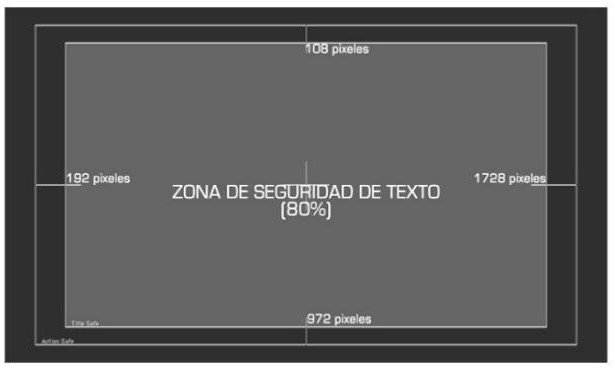 108 pixeles
192 pixeles
1728 pixeles
ZONA DE SEGURIDAD DE TEXTO
(80%)
972 pixeles
Title Safe
Action Safe